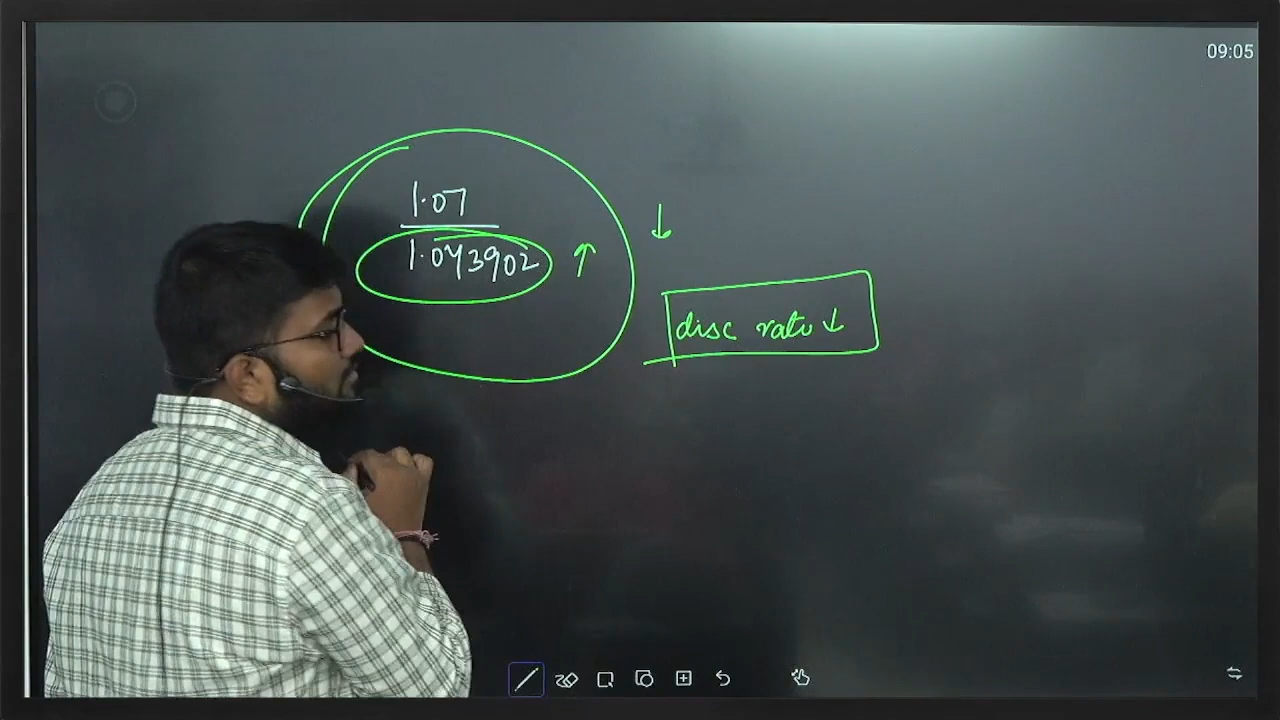 09:05
1.07
1.043902 ↑
↓
disc rate ↓